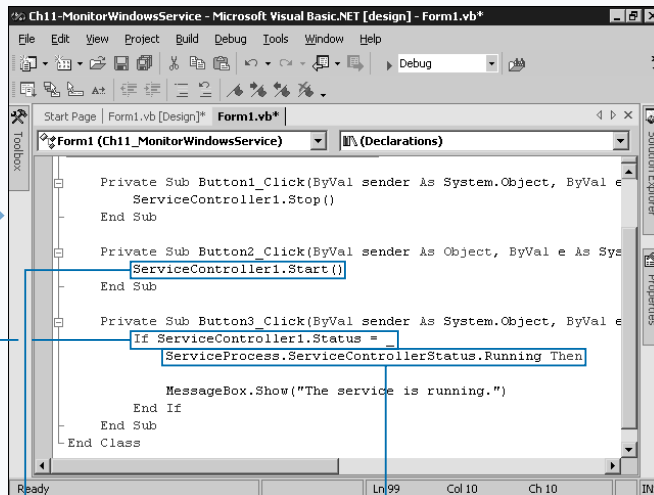 Ch11-MonitorWindowsService - Microsoft Visual Basic.NET [design] - Form1.vb*
File Edit View Project Build Debug Tools Window Help
Debug
Start Page Form1.vb [Design]* Form1.vb*
Toolbox
Form1 (Ch11_MonitorWindowsService) (Declarations)
Solution Explorer
Properties
Private Sub Button1_Click(ByVal sender As System.Object, ByVal e
ServiceController1.Stop()
End Sub
Private Sub Button2_Click(ByVal sender As Object, ByVal e As Sys
ServiceController1.Start()
End Sub
Private Sub Button3_Click(ByVal sender As System.Object, ByVal e
If ServiceController1.Status = _
ServiceProcess.ServiceControllerStatus.Running Then
MessageBox.Show("The service is running.")
End If
End Sub
End Class
Ready Ln 99 Col 10 Ch 10 IN